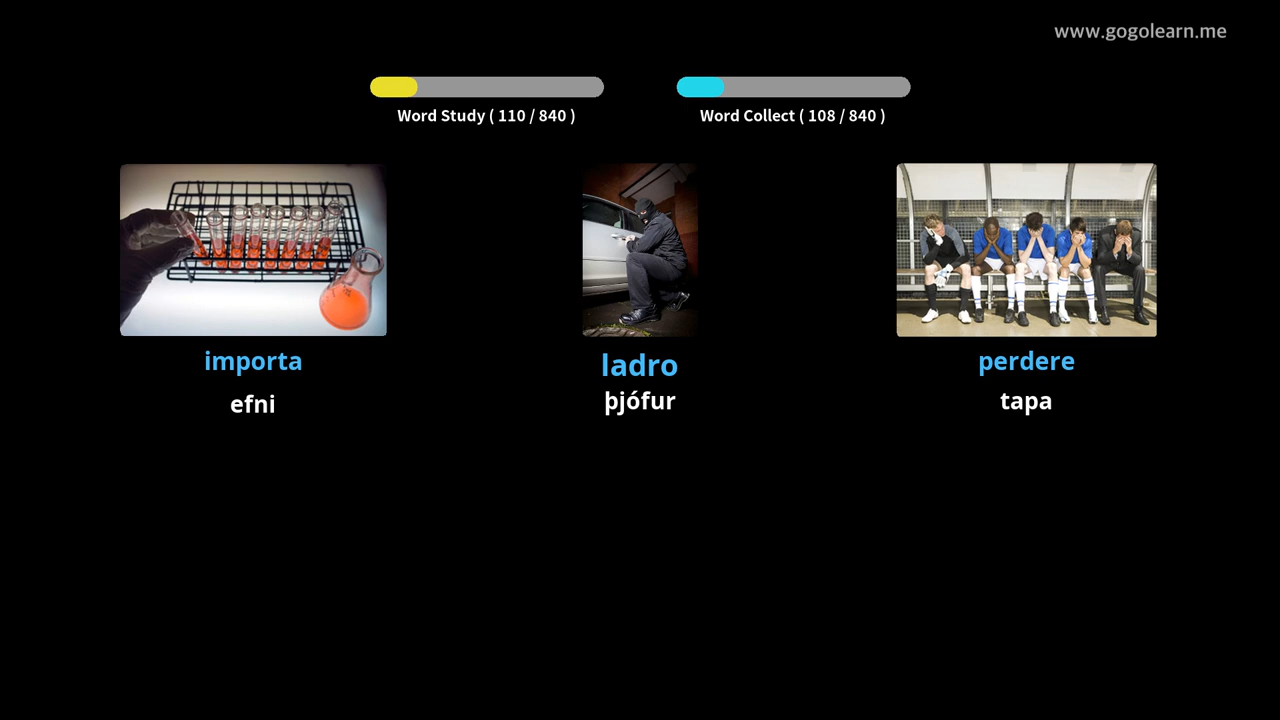 www.gogolearn.me
Word Study ( 110 / 840 )
Word Collect ( 108 / 840 )
importa
efni
ladro
þjófur
perdere
tapa